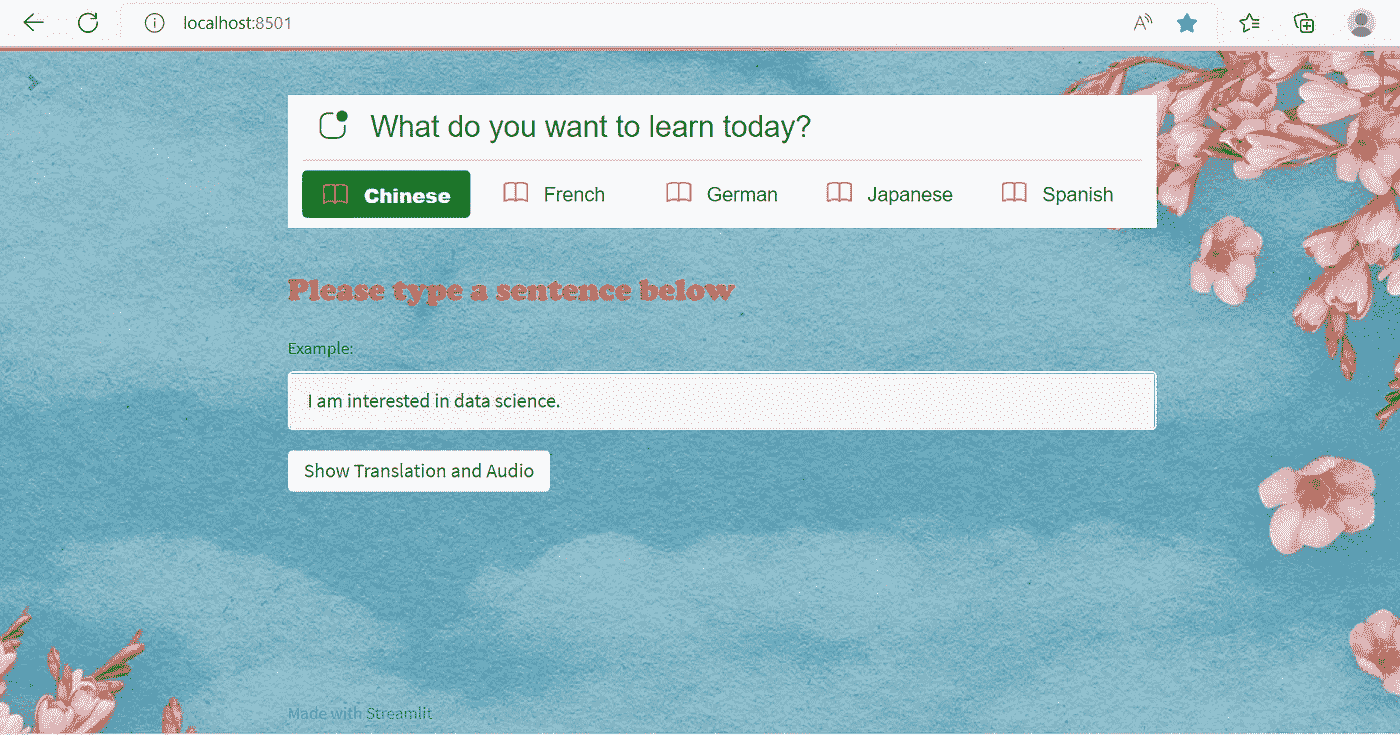 localhost:8501
What do you want to learn today?
Chinese French German Japanese Spanish
Please type a sentence below
Example:
I am interested in data science.
Show Translation and Audio
Made with Streamlit